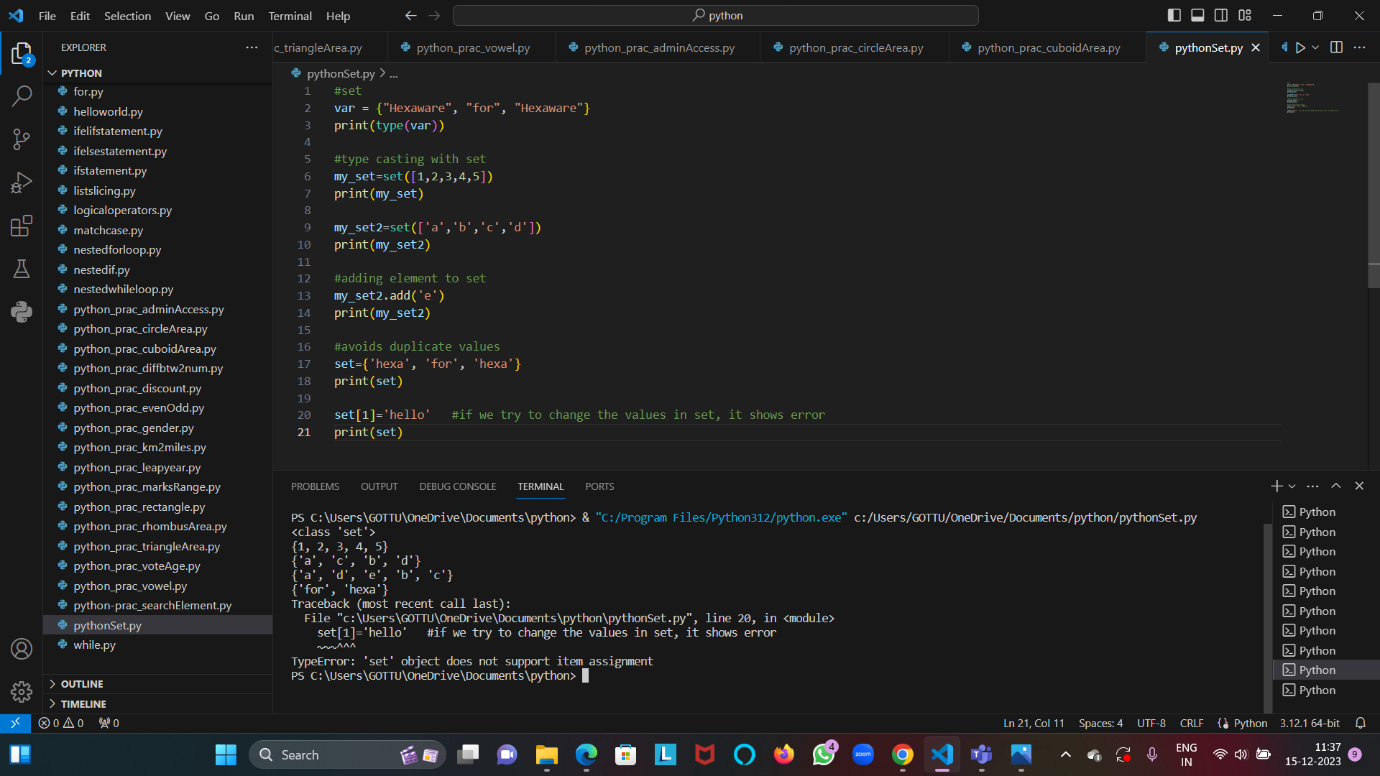 File Edit Selection View Go Run Terminal Help
python
EXPLORER
c_triangleArea.py python_prac_vowel.py python_prac_adminAccess.py python_prac_circleArea.py python_prac_cuboidArea.py pythonSet.py
PYTHON
for.py
helloworld.py
ifelifstatement.py
ifelsestatement.py
ifstatement.py
listslicing.py
logicaloperators.py
matchcase.py
nestedforloop.py
nestedif.py
nestedwhileloop.py
python_prac_adminAccess.py
python_prac_circleArea.py
python_prac_cuboidArea.py
python_prac_diffbtw2num.py
python_prac_discount.py
python_prac_evenOdd.py
python_prac_gender.py
python_prac_km2miles.py
python_prac_leapyear.py
python_prac_marksRange.py
python_prac_rectangle.py
python_prac_rhombusArea.py
python_prac_triangleArea.py
python_prac_voteAge.py
python_prac_vowel.py
python-prac_searchElement.py
pythonSet.py
while.py
OUTLINE
TIMELINE
2
pythonSet.py > ...
1 #set
2 var = {"Hexaware", "for", "Hexaware"}
3 print(type(var))
4
5 #type casting with set
6 my_set=set([1,2,3,4,5])
7 print(my_set)
8
9 my_set2=set(['a','b','c','d'])
10 print(my_set2)
11
12 #adding element to set
13 my_set2.add('e')
14 print(my_set2)
15
16 #avoids duplicate values
17 set={'hexa', 'for', 'hexa'}
18 print(set)
19
20 set[1]='hello' #if we try to change the values in set, it shows error
21 print(set)
PROBLEMS OUTPUT DEBUG CONSOLE TERMINAL PORTS
PS C:\Users\GOTTU\OneDrive\Documents\python> & "C:/Program Files/Python312/python.exe" c:/Users/GOTTU/OneDrive/Documents/python/pythonSet.py
<class 'set'>
{1, 2, 3, 4, 5}
{'a', 'c', 'b', 'd'}
{'a', 'd', 'e', 'b', 'c'}
{'for', 'hexa'}
Traceback (most recent call last):
File "c:\Users\GOTTU\OneDrive\Documents\python\pythonSet.py", line 20, in <module>
set[1]='hello' #if we try to change the values in set, it shows error
~~~^^^
TypeError: 'set' object does not support item assignment
PS C:\Users\GOTTU\OneDrive\Documents\python>
Python
Python
Python
Python
Python
Python
Python
Python
Python
Python
0 0 0 Ln 21, Col 11 Spaces: 4 UTF-8 CRLF Python 3.12.1 64-bit
Search
L
4
zoom
ENG
IN
11:37
15-12-2023
9